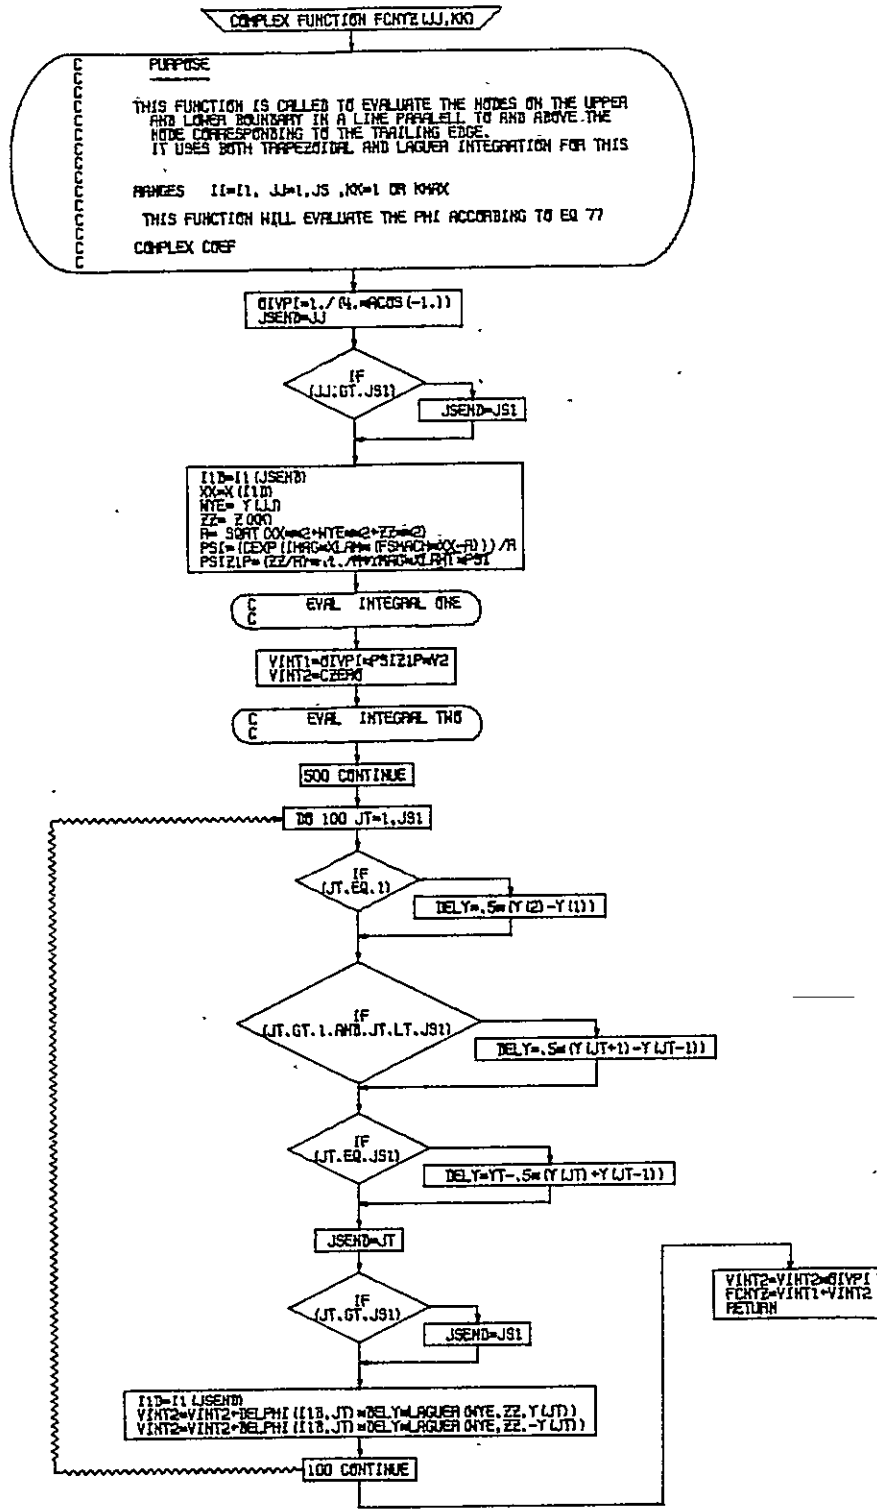 COMPLEX FUNCTION FCNYZ(JJ,KK)
C PURPOSE
C
C
C
THIS FUNCTION IS CALLED TO EVALUATE THE NODES ON THE UPPER
AND LOWER BOUNDARY IN A LINE PARALELL TO AND ABOVE THE
NODE CORRESPONDING TO THE TRAILING EDGE.
IT USES BOTH TRAPEZOIDAL AND LAGUER INTEGRATION FOR THIS
C
C
RANGES II=I1, JJ=1,JS ,KK=1 OR KMAX
C
THIS FUNCTION WILL EVALUATE THE PHI ACCORDING TO EQ 77
C
COMPLEX COEF
C
DIVPI=1./(4.*ACOS(-1.))
JSEND=JJ
IF
(JJ.GT.JS1)
JSEND=JS1
I1D=I1(JSEND)
XX=X(I1D)
WYE= Y(JJ)
ZZ= Z(KK)
R= SQRT(XX**2+WYE**2+ZZ**2)
PSI=(CEXP(IMAG*XLAM*(FSMACH*XX-R)))/R
PSIZ1P=(ZZ/R)*(1./R+IMAG*XLAM)*PSI
C EVAL INTEGRAL ONE
C
VINT1=DIVPI*PSIZ1P*V2
VINT2=CZERO
C EVAL INTEGRAL TWO
C
500 CONTINUE
DO 100 JT=1,JS1
IF
(JT.EQ.1)
DELY=.5*(Y(2)-Y(1))
IF
(JT.GT.1.AND.JT.LT.JS1)
DELY=.5*(Y(JT+1)-Y(JT-1))
IF
(JT.EQ.JS1)
DELY=YT-.5*(Y(JT)+Y(JT-1))
JSEND=JT
IF
(JT.GT.JS1)
JSEND=JS1
I1D=I1(JSEND)
VINT2=VINT2+DELPHI(I1D,JT)*DELY*LAGUER(WYE,ZZ,Y(JT))
VINT2=VINT2+DELPHI(I1D,JT)*DELY*LAGUER(WYE,ZZ,-Y(JT))
100 CONTINUE
VINT2=VINT2*DIVPI
FCNYZ=VINT1+VINT2
RETURN